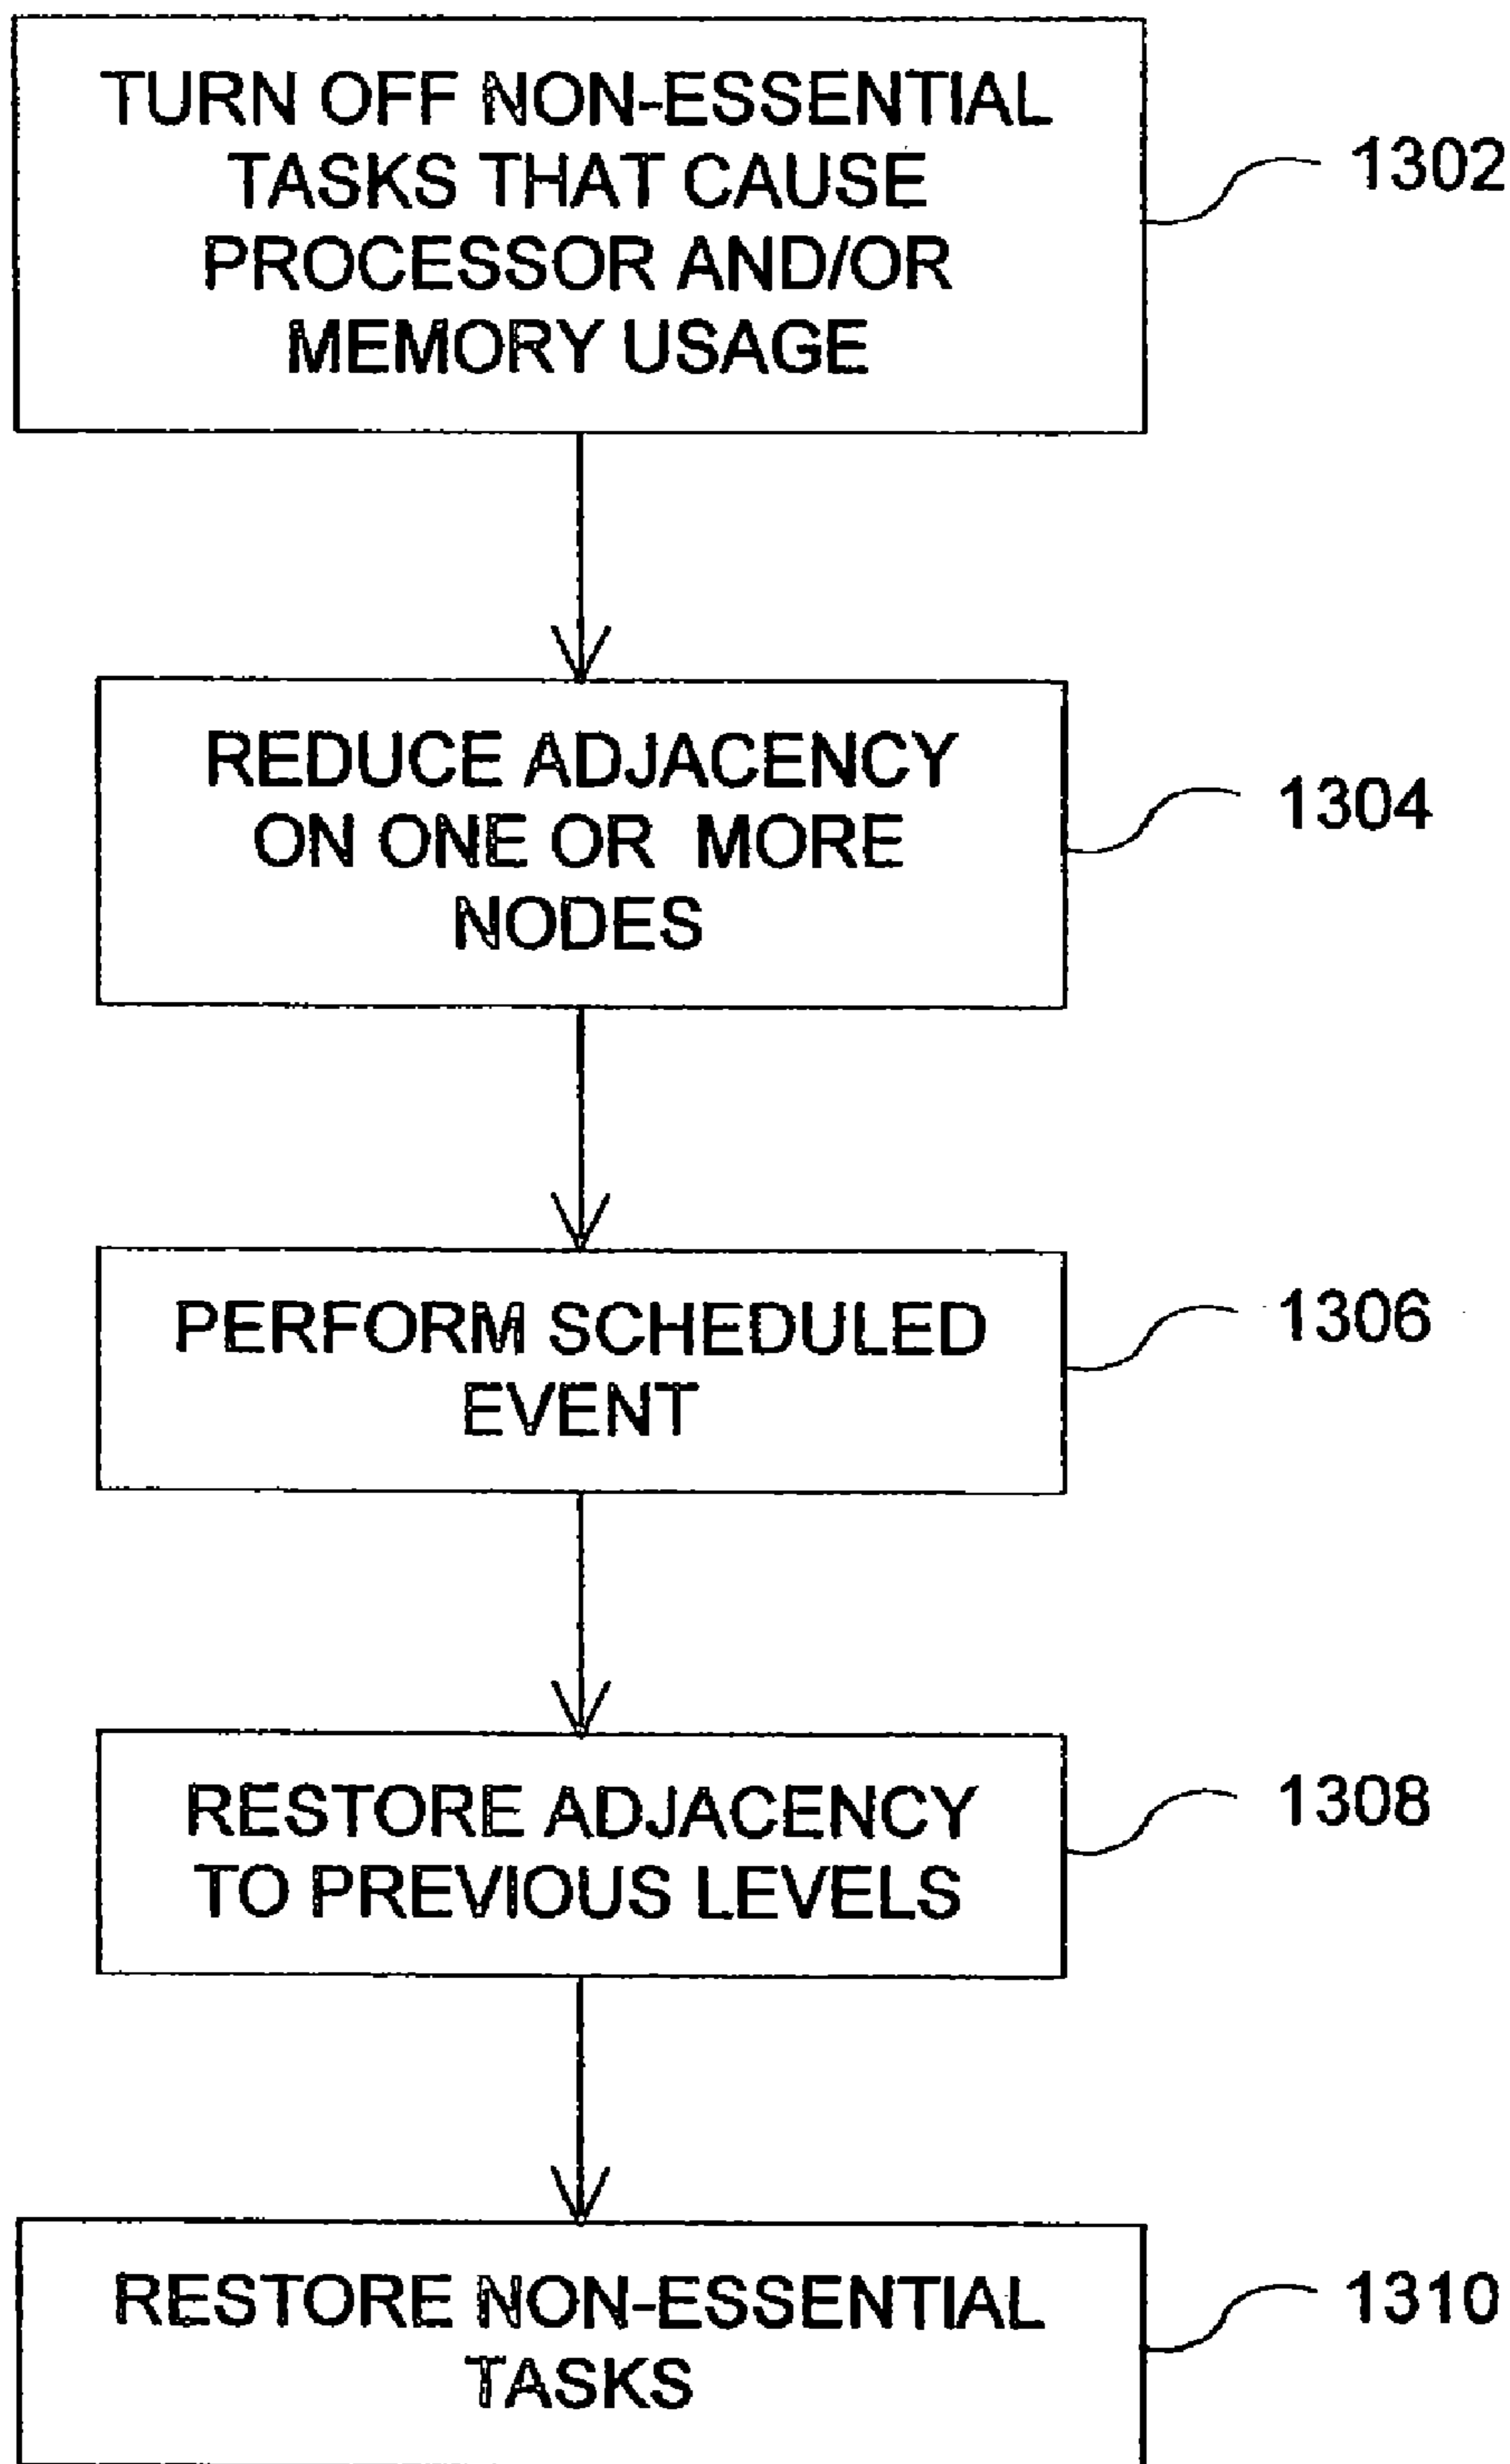 TURN OFF NON-ESSENTIAL
TASKS THAT CAUSE
PROCESSOR AND/OR
MEMORY USAGE
1302
REDUCE ADJACENCY
ON ONE OR MORE
NODES
1304
PERFORM SCHEDULED
EVENT
1306
RESTORE ADJACENCY
TO PREVIOUS LEVELS
1308
RESTORE NON-ESSENTIAL
TASKS
1310